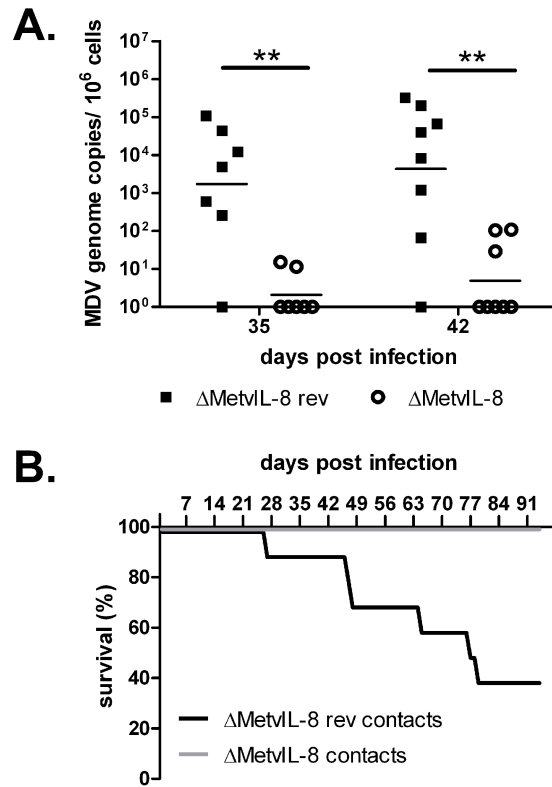 A.
MDV genome copies/ 10⁶ cells
10⁷
10⁶
10⁵
10⁴
10³
10²
10¹
10⁰
** **
35 42
days post infection
ΔMetvIL-8 rev ΔMetvIL-8
B.
days post infection
7 14 21 28 35 42 49 56 63 70 77 84 91
survival (%)
100
80
60
40
20
0
ΔMetvIL-8 rev contacts
ΔMetvIL-8 contacts